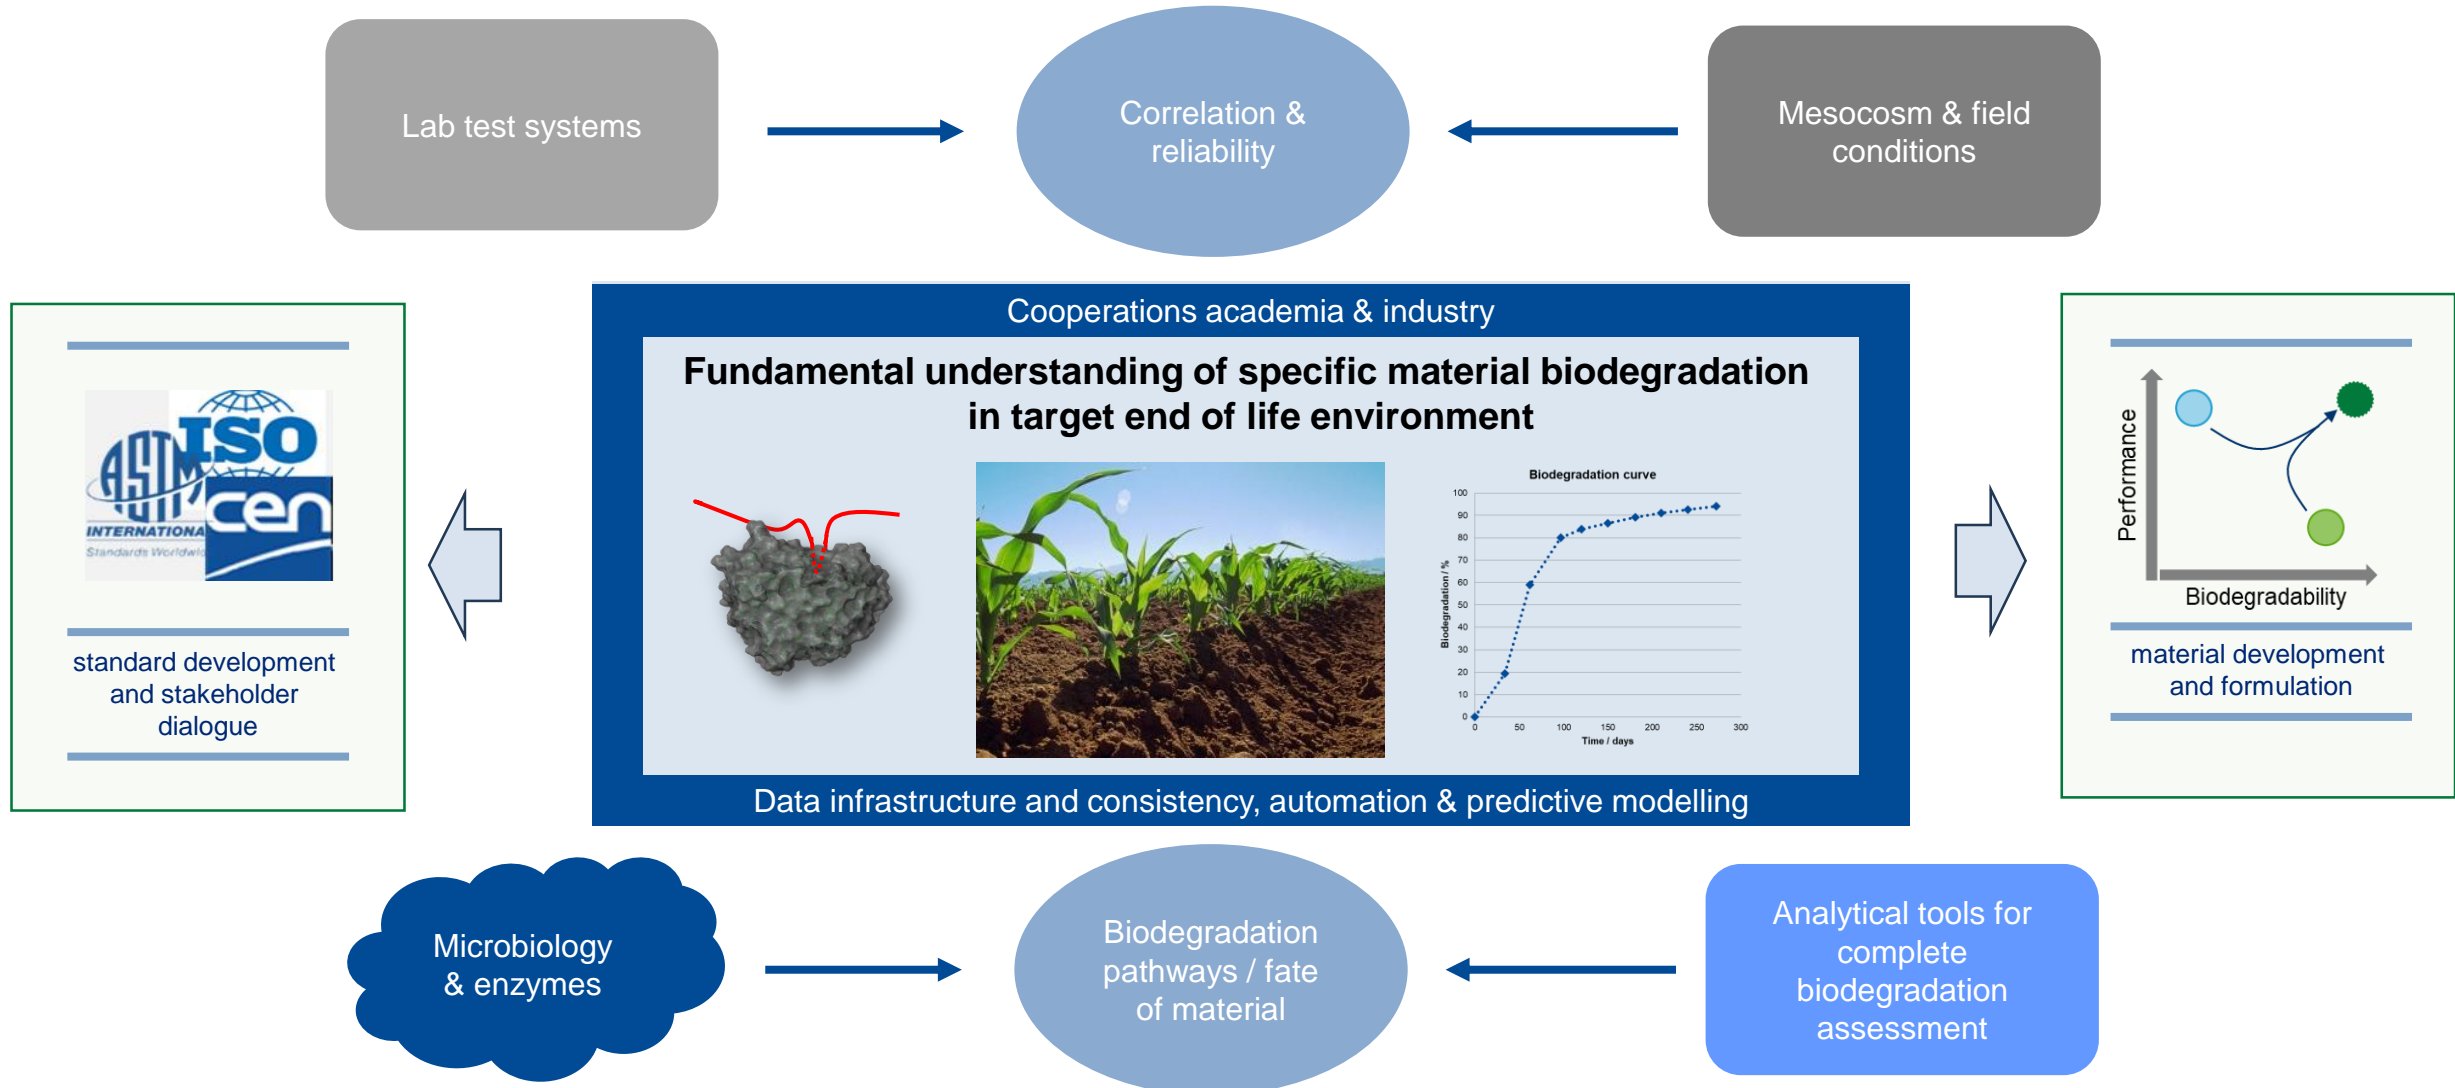 Lab test systems
Correlation &
reliability
Mesocosm & field
conditions
Cooperations academia & industry
Fundamental understanding of specific material biodegradation
in target end of life environment
ISO
ASTM
cen
INTERNATIONA
Standards Worldwi
standard development
and stakeholder
dialogue
Biodegradation curve
100
90
80
70
60
50
40
30
20
10
0
Biodegradation / %
0 50 100 150 200 250 300
Time / days
Performance
Biodegradability
material development
and formulation
Data infrastructure and consistency, automation & predictive modelling
Microbiology
& enzymes
Biodegradation
pathways / fate
of material
Analytical tools for
complete
biodegradation
assessment